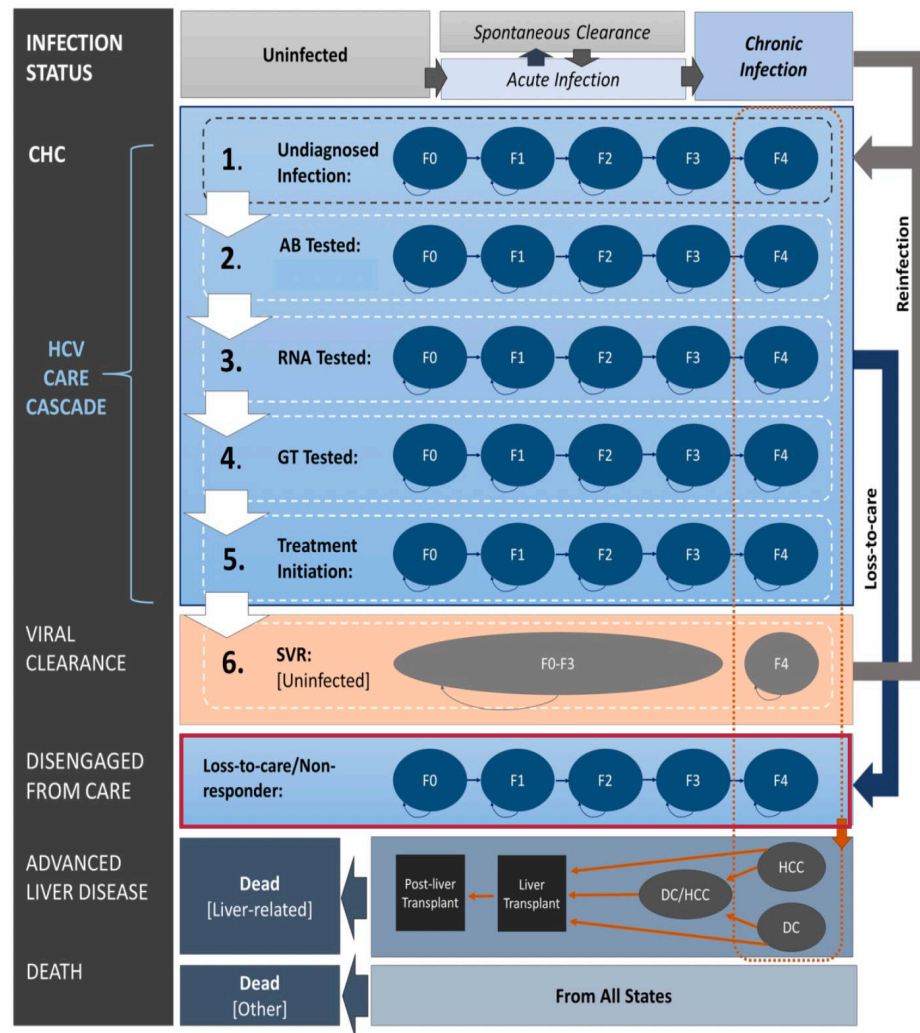 INFECTION
STATUS
Uninfected
Spontaneous Clearance
Acute Infection
Chronic
Infection
CHC
1. Undiagnosed
Infection:
F0 F1 F2 F3 F4
2. AB Tested:
F0 F1 F2 F3 F4
HCV
CARE
CASCADE
3. RNA Tested:
F0 F1 F2 F3 F4
4. GT Tested:
F0 F1 F2 F3 F4
5. Treatment
Initiation:
F0 F1 F2 F3 F4
Reinfection
Loss-to-care
VIRAL
CLEARANCE
6. SVR:
[Uninfected]
F0-F3 F4
DISENGAGED
FROM CARE
Loss-to-care/Non-
responder:
F0 F1 F2 F3 F4
ADVANCED
LIVER DISEASE
Dead
[Liver-related]
Post-liver
Transplant
Liver
Transplant
DC/HCC
HCC
DC
DEATH
Dead
[Other]
From All States